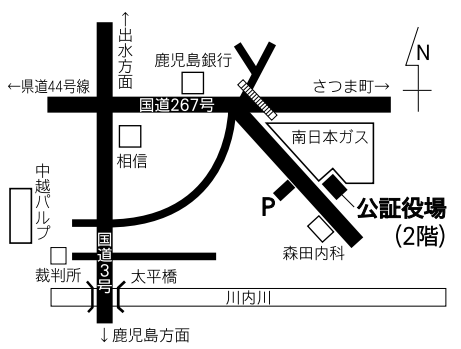 ↑出水方面
N
鹿児島銀行
←県道44号線
さつま町→
国道267号
南日本ガス
相信
中越パルプ
P
公証役場
(2階)
国道3号
森田内科
裁判所
太平橋
川内川
↓鹿児島方面